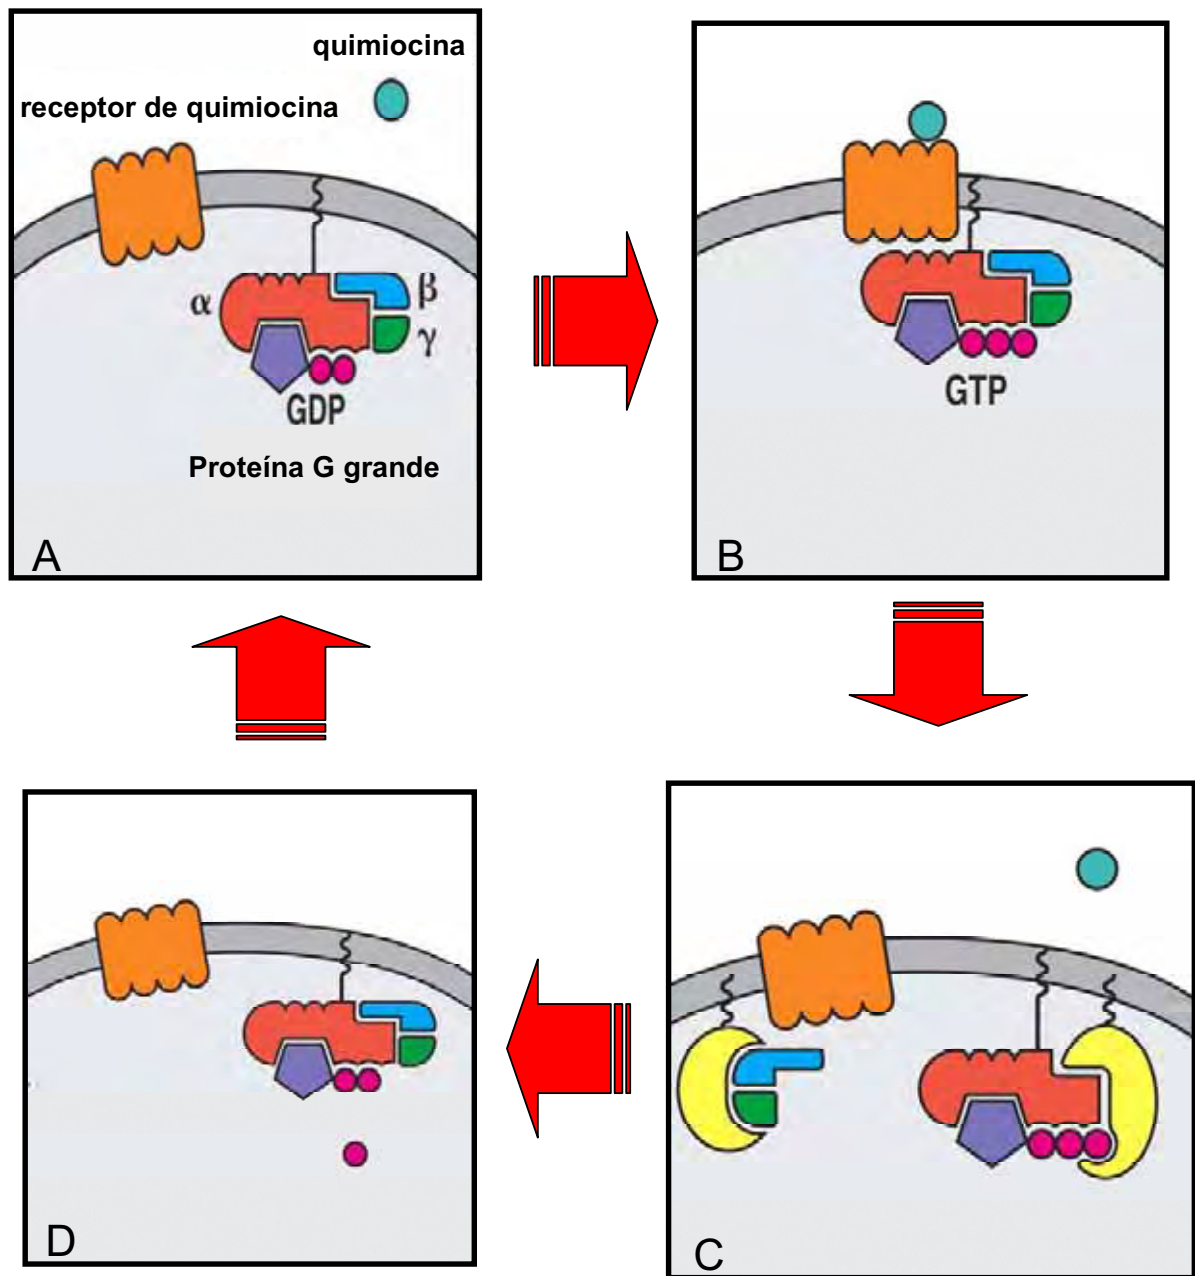 quimiocina
receptor de quimiocina
α
β
γ
GDP
Proteína G grande
A
GTP
B
D
C